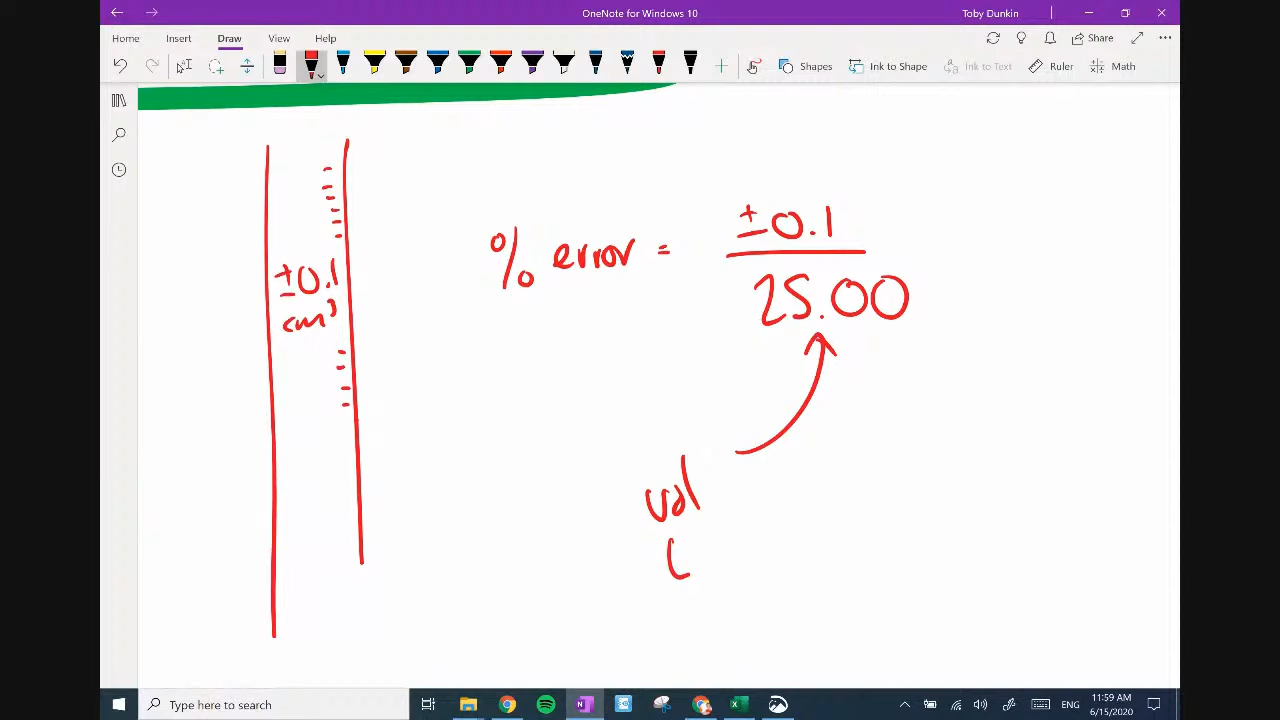 OneNote for Windows 10
Toby Dunkin
Home Insert Draw View Help
Share
Shapes Ink to Shape Ink to Text Ruler Math
±0.1
cm³
% error = ±0.1
25.00
vol
Type here to search
ENG
11:59 AM
6/15/2020